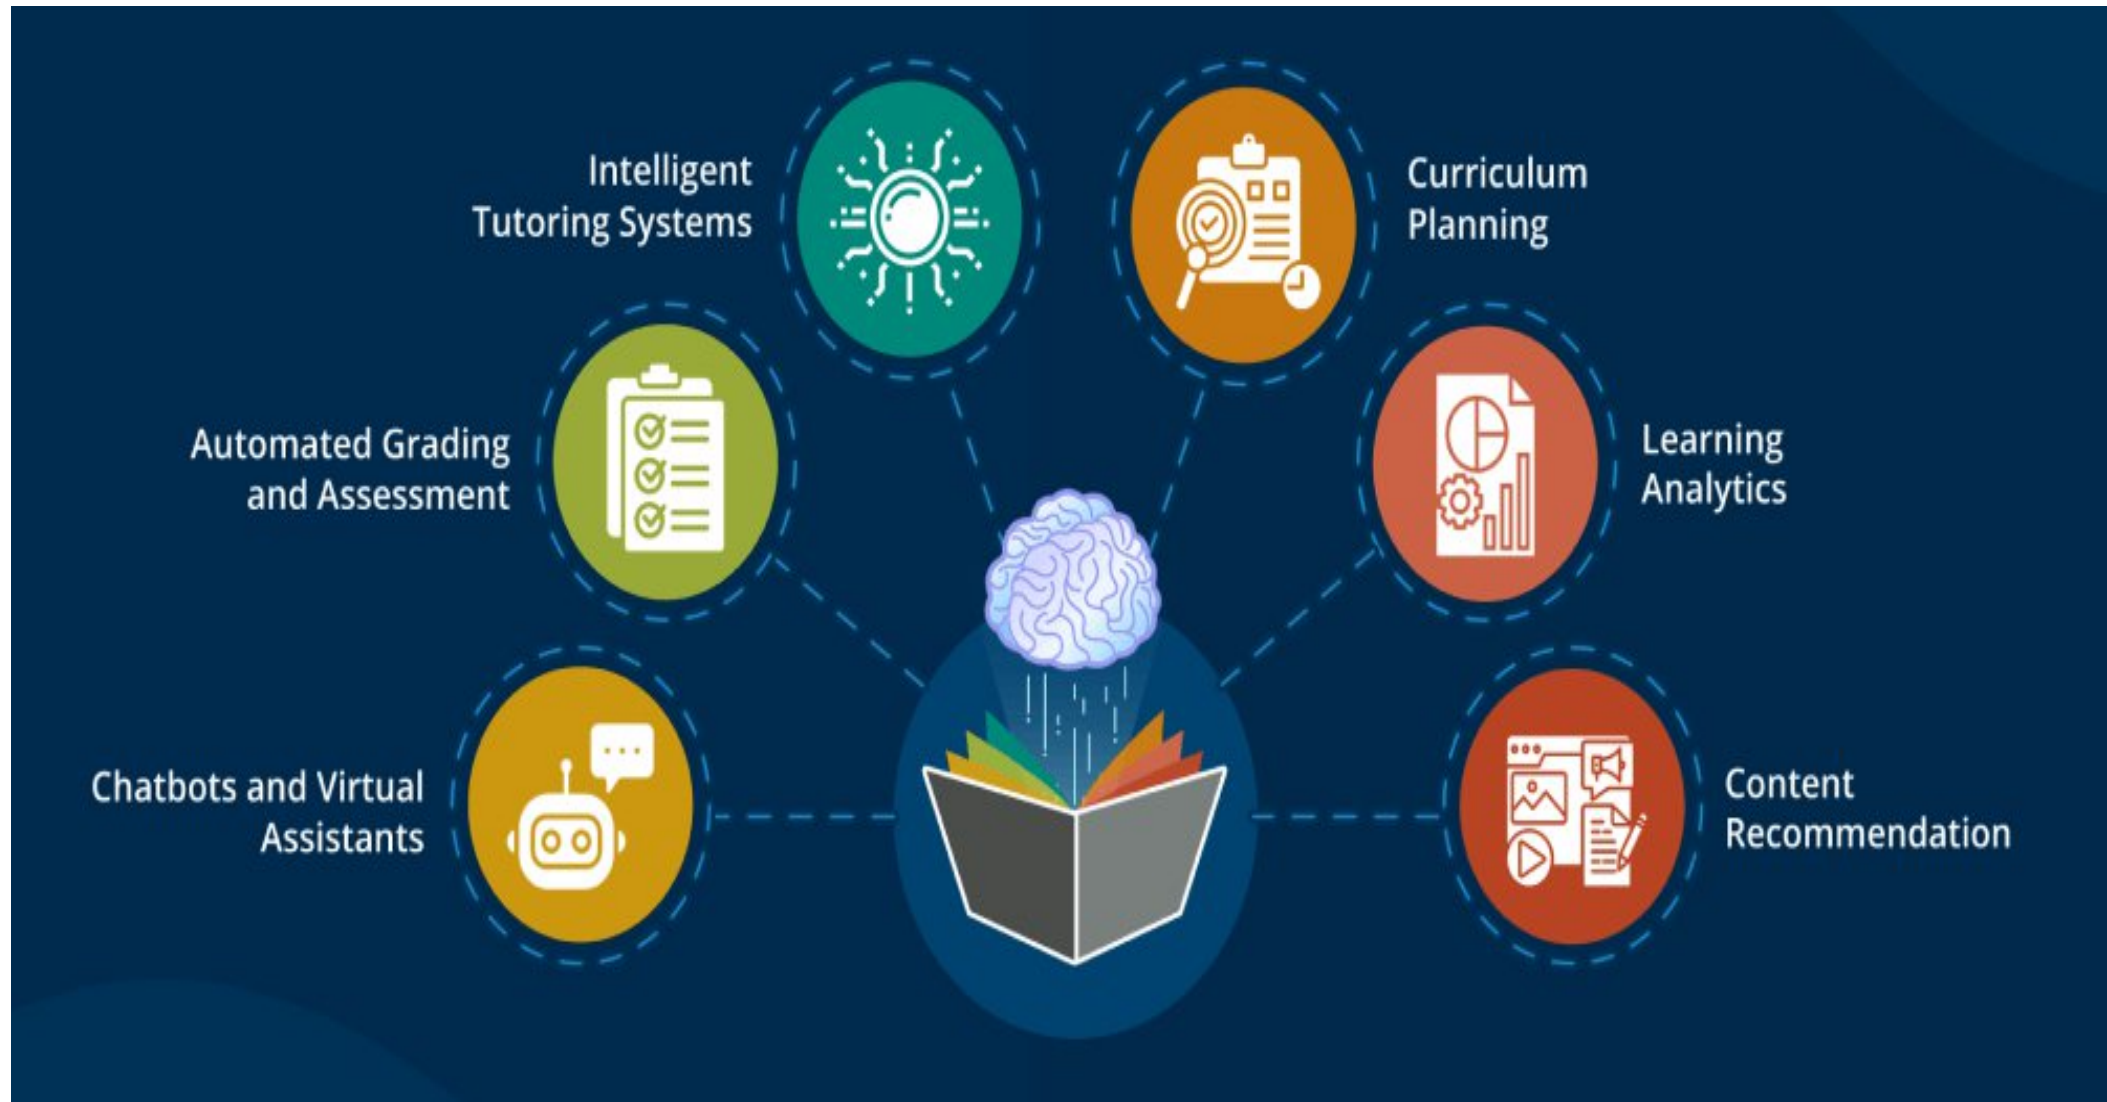 Intelligent
Tutoring Systems
Curriculum
Planning
Automated Grading
and Assessment
Learning
Analytics
Chatbots and Virtual
Assistants
Content
Recommendation